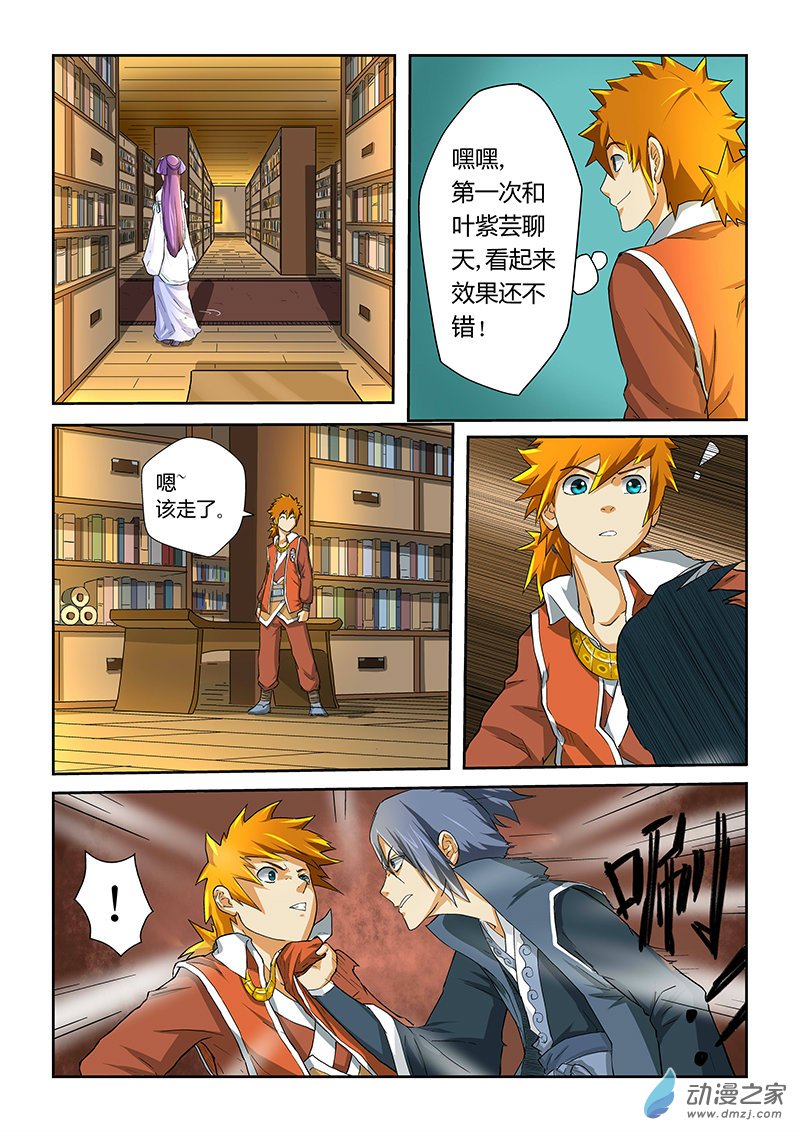 嘿嘿，
第一次和
叶紫芸聊
天，看起来
效果还不
错！
嗯~
该走了。
！
唰
动漫之家
www.dmzj.com